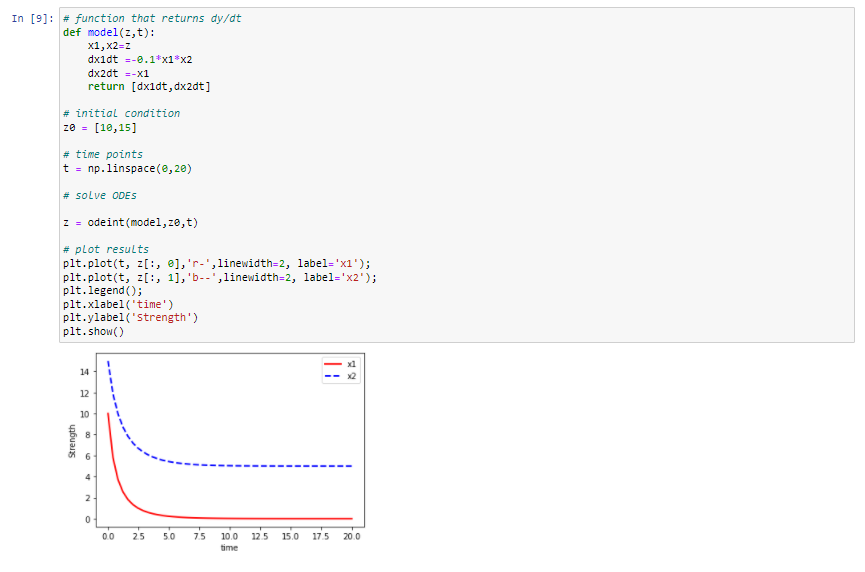 In [9]: # function that returns dy/dt
def model(z,t):
    x1,x2=z
    dx1dt =-0.1*x1*x2
    dx2dt =-x1
    return [dx1dt,dx2dt]
# initial condition
z0 = [10,15]
# time points
t = np.linspace(0,20)
# solve ODEs
z = odeint(model,z0,t)
# plot results
plt.plot(t, z[:, 0],'r-',linewidth=2, label='x1');
plt.plot(t, z[:, 1],'b--',linewidth=2, label='x2');
plt.legend();
plt.xlabel('time')
plt.ylabel('Strength')
plt.show()
x1
x2
14
12
10
8
6
4
2
0
Strength
0.0 2.5 5.0 7.5 10.0 12.5 15.0 17.5 20.0
time